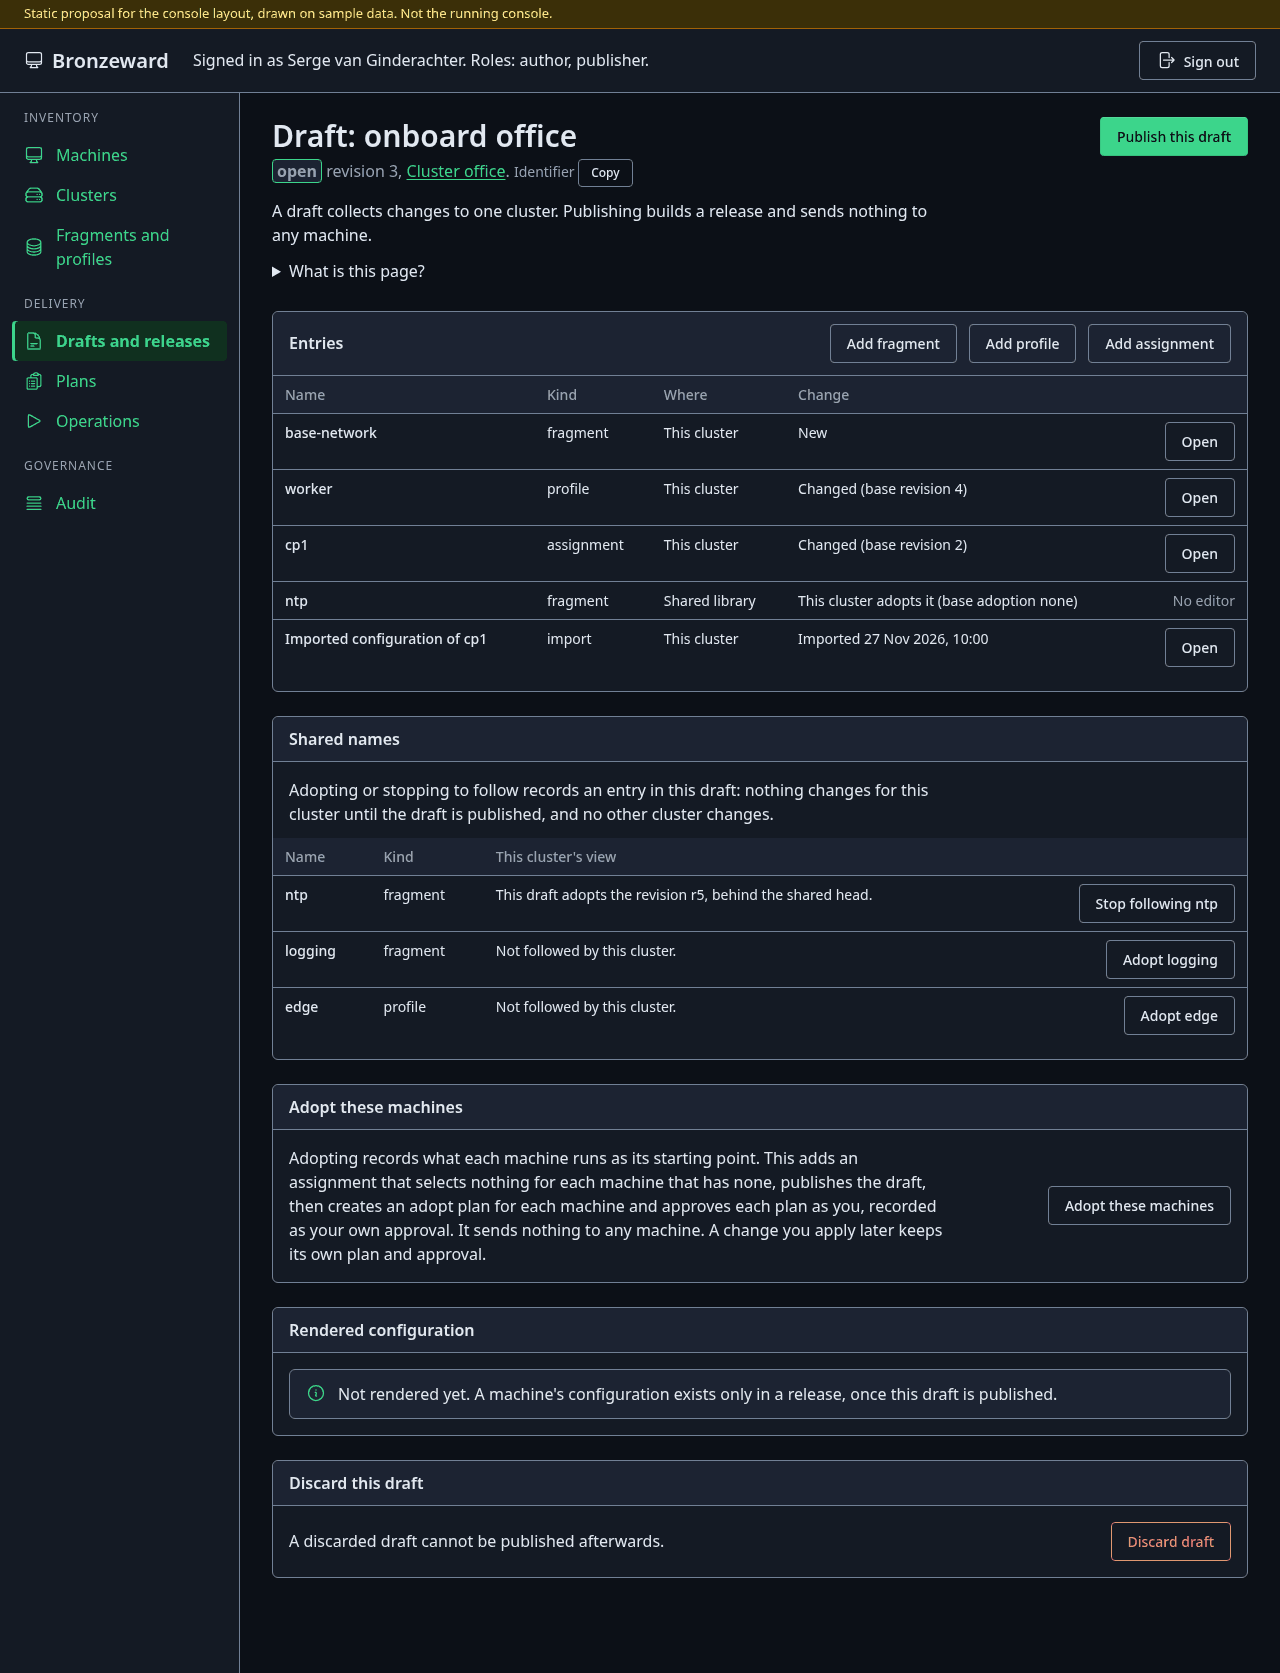 Static proposal for the console layout, drawn on sample data. Not the running console.
Bronzeward
Signed in as Serge van Ginderachter. Roles: author, publisher.
Sign out
INVENTORY
Machines
Clusters
Fragments and
profiles
DELIVERY
Drafts and releases
Plans
Operations
GOVERNANCE
Audit
Draft: onboard office
Publish this draft
open revision 3, Cluster office. Identifier Copy
A draft collects changes to one cluster. Publishing builds a release and sends nothing to
any machine.
What is this page?
Entries
Add fragment Add profile Add assignment
Name Kind Where Change
base-network fragment This cluster New Open
worker profile This cluster Changed (base revision 4) Open
cp1 assignment This cluster Changed (base revision 2) Open
ntp fragment Shared library This cluster adopts it (base adoption none) No editor
Imported configuration of cp1 import This cluster Imported 27 Nov 2026, 10:00 Open
Shared names
Adopting or stopping to follow records an entry in this draft: nothing changes for this
cluster until the draft is published, and no other cluster changes.
Name Kind This cluster's view
ntp fragment This draft adopts the revision r5, behind the shared head. Stop following ntp
logging fragment Not followed by this cluster. Adopt logging
edge profile Not followed by this cluster. Adopt edge
Adopt these machines
Adopting records what each machine runs as its starting point. This adds an
assignment that selects nothing for each machine that has none, publishes the draft,
then creates an adopt plan for each machine and approves each plan as you, recorded
as your own approval. It sends nothing to any machine. A change you apply later keeps
its own plan and approval.
Adopt these machines
Rendered configuration
Not rendered yet. A machine's configuration exists only in a release, once this draft is published.
Discard this draft
A discarded draft cannot be published afterwards.
Discard draft